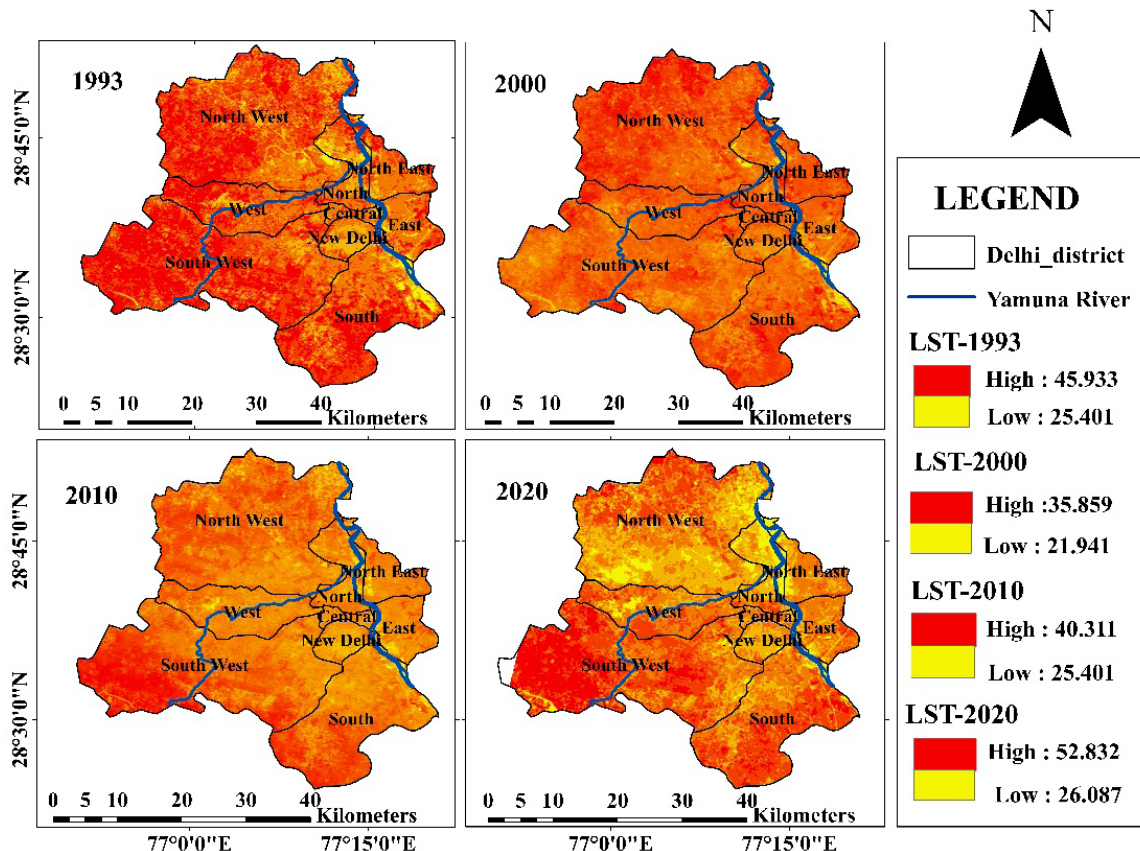 1993
North West
North East
North
West
Central
East
New Delhi
South West
South
28°45'0"N
28°30'0"N
0 5 10 20 30 40
Kilometers
2000
North West
North East
North
West
Central
East
New Delhi
South West
South
0 5 10 20 30 40
Kilometers
2010
North West
North East
North
West
Central
East
New Delhi
South West
South
28°45'0"N
28°30'0"N
0 5 10 20 30 40
Kilometers
77°0'0"E 77°15'0"E
2020
North West
North East
North
West
Central
East
New Delhi
South West
South
0 5 10 20 30 40
Kilometers
77°0'0"E 77°15'0"E
N
LEGEND
Delhi_district
Yamuna River
LST-1993
High : 45.933
Low : 25.401
LST-2000
High : 35.859
Low : 21.941
LST-2010
High : 40.311
Low : 25.401
LST-2020
High : 52.832
Low : 26.087